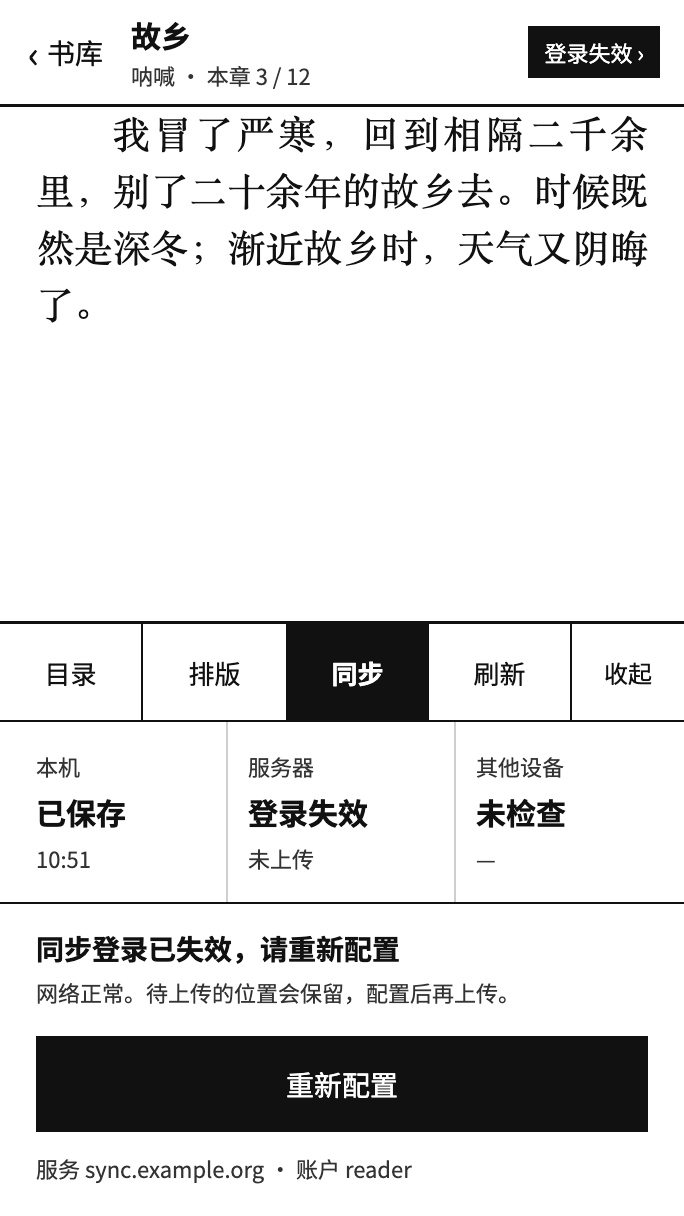 ‹ 书库
故乡
呐喊 · 本章 3 / 12
登录失效 ›
我冒了严寒，回到相隔二千余
里，别了二十余年的故乡去。时候既
然是深冬；渐近故乡时，天气又阴晦
了。
目录
排版
同步
刷新
收起
本机
已保存
10:51
服务器
登录失效
未上传
其他设备
未检查
—
同步登录已失效，请重新配置
网络正常。待上传的位置会保留，配置后再上传。
重新配置
服务 sync.example.org · 账户 reader